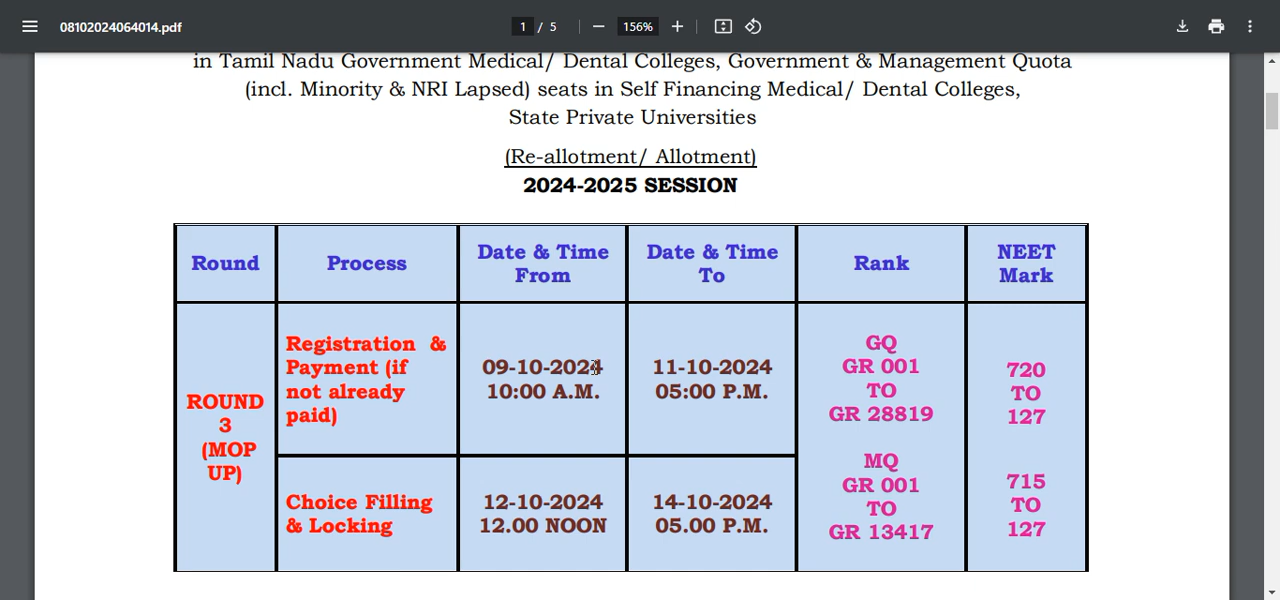 08102024064014.pdf
1 / 5
156%
in Tamil Nadu Government Medical/ Dental Colleges, Government & Management Quota
(incl. Minority & NRI Lapsed) seats in Self Financing Medical/ Dental Colleges,
State Private Universities
(Re-allotment/ Allotment)
2024-2025 SESSION
Round
Process
Date & Time
From
Date & Time
To
Rank
NEET
Mark
ROUND
3
(MOP
UP)
Registration &
Payment (if
not already
paid)
09-10-2024
10:00 A.M.
11-10-2024
05:00 P.M.
GQ
GR 001
TO
GR 28819
720
TO
127
Choice Filling
& Locking
12-10-2024
12.00 NOON
14-10-2024
05.00 P.M.
MQ
GR 001
TO
GR 13417
715
TO
127